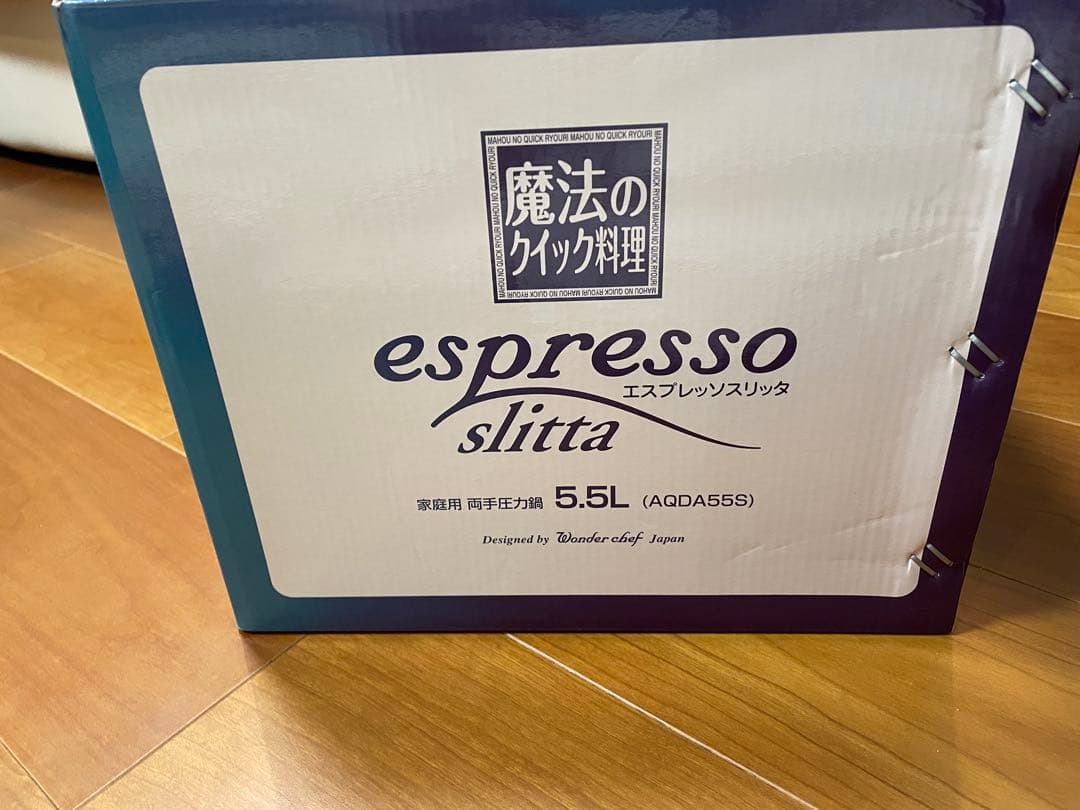 MAHOU NO QUICK RYOURI MAHOU NO QUICK RYOURI
魔法の
クイック料理
espresso
エスプレッソスリッタ
slitta
家庭用 両手圧力鍋 5.5L (AQDA55S)
Designed by Wonder chef Japan